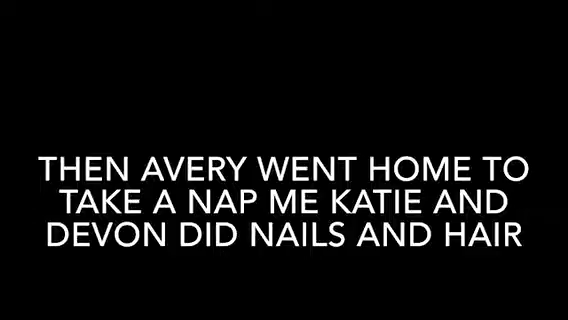 THEN AVERY WENT HOME TO
TAKE A NAP ME KATIE AND
DEVON DID NAILS AND HAIR